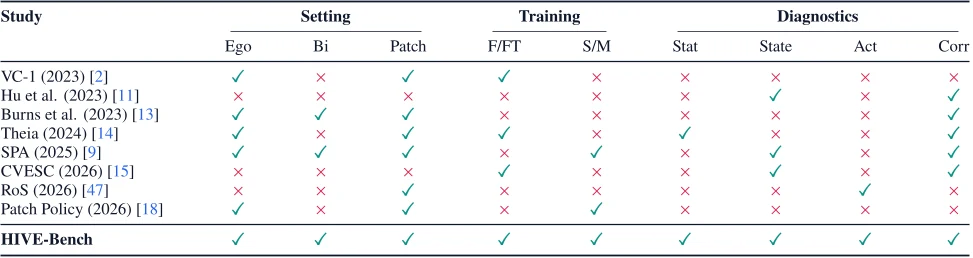 Study Setting Training Diagnostics
Ego Bi Patch F/FT S/M Stat State Act Corr
VC-1 (2023) [2] ✓ × ✓ ✓ × × × × ×
Hu et al. (2023) [11] × × × × × × ✓ × ✓
Burns et al. (2023) [13] ✓ ✓ ✓ × × × × × ✓
Theia (2024) [14] ✓ × ✓ ✓ × ✓ × × ✓
SPA (2025) [9] ✓ ✓ ✓ × ✓ × ✓ × ✓
CVESC (2026) [15] × × × ✓ × × ✓ × ✓
RoS (2026) [47] × × ✓ × × × × ✓ ×
Patch Policy (2026) [18] ✓ × ✓ × ✓ × × × ×
HIVE-Bench ✓ ✓ ✓ ✓ ✓ ✓ ✓ ✓ ✓